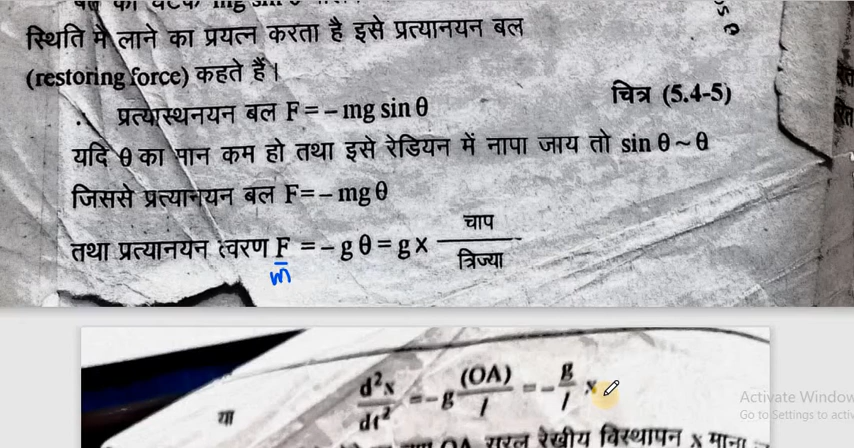 स्थिति में लाने का प्रयत्न करता है इसे प्रत्यानयन बल
(restoring force) कहते हैं।
चित्र (5.4-5)
∴ प्रत्यास्थनयन बल F = – mg sin θ
यदि θ का मान कम हो तथा इसे रेडियन में नापा जाय तो sin θ ~ θ
जिससे प्रत्यानयन बल F= – mg θ
तथा प्रत्यानयन त्वरण F/m = – g θ = g × चाप/त्रिज्या
या d²x/dt² = –g (OA)/l = – g/l x
OA सरल रेखीय विस्थापन x माना
Activate Window
Go to Settings to activ